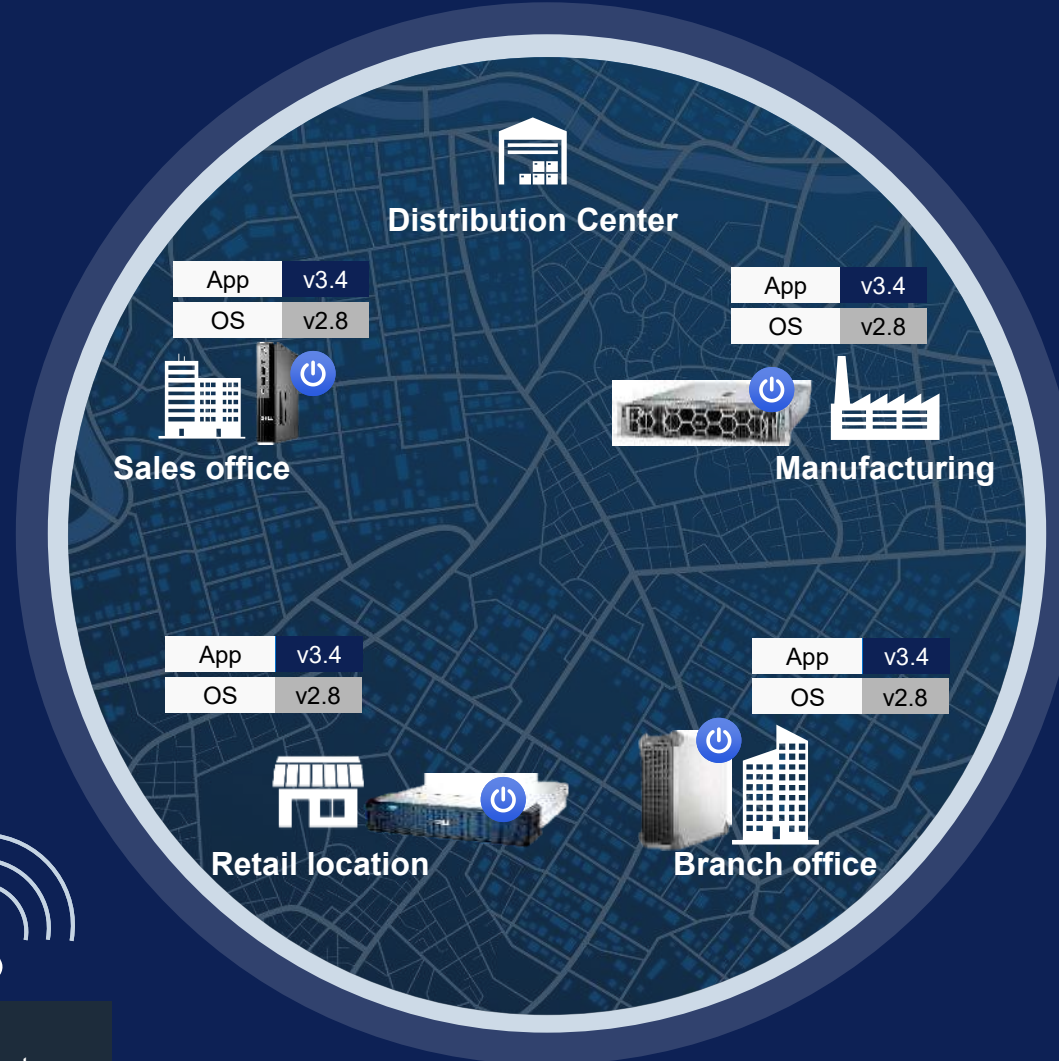 Distribution Center
App v3.4
OS v2.8
App v3.4
OS v2.8
Sales office
Manufacturing
App v3.4
OS v2.8
App v3.4
OS v2.8
Retail location
Branch office